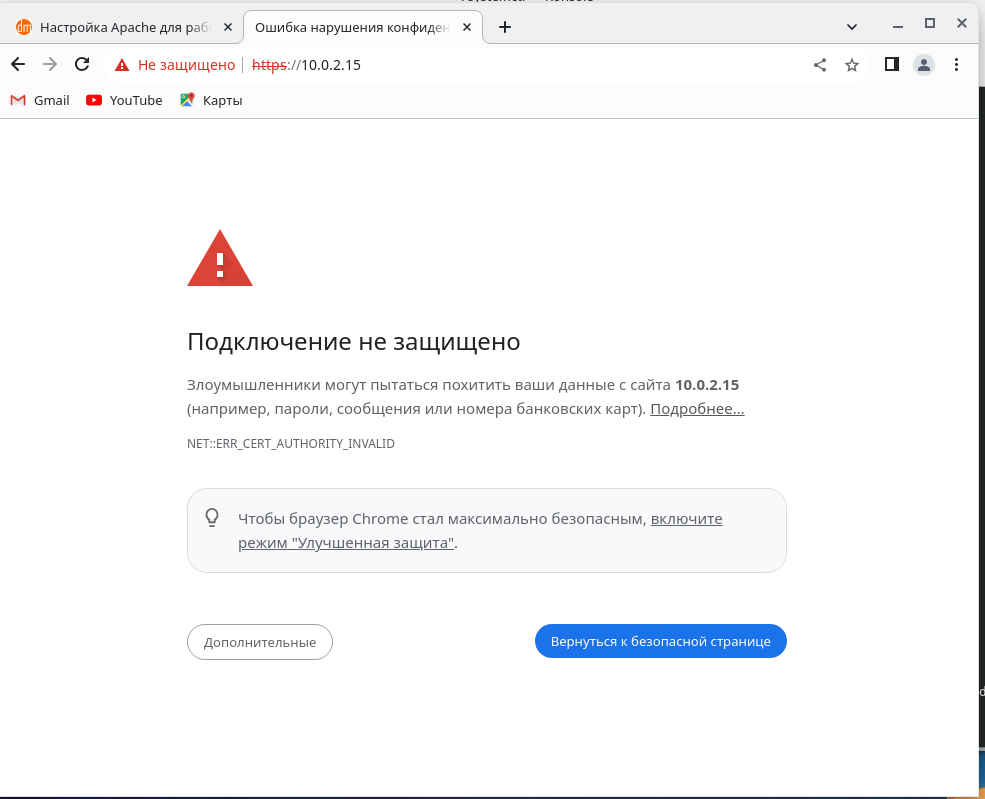 Настройка Apache для раб
Ошибка нарушения конфиден
Не защищено
https://10.0.2.15
Gmail
YouTube
Карты
Подключение не защищено
Злоумышленники могут пытаться похитить ваши данные с сайта 10.0.2.15
(например, пароли, сообщения или номера банковских карт). Подробнее...
NET::ERR_CERT_AUTHORITY_INVALID
Чтобы браузер Chrome стал максимально безопасным, включите
режим "Улучшенная защита".
Дополнительные
Вернуться к безопасной странице